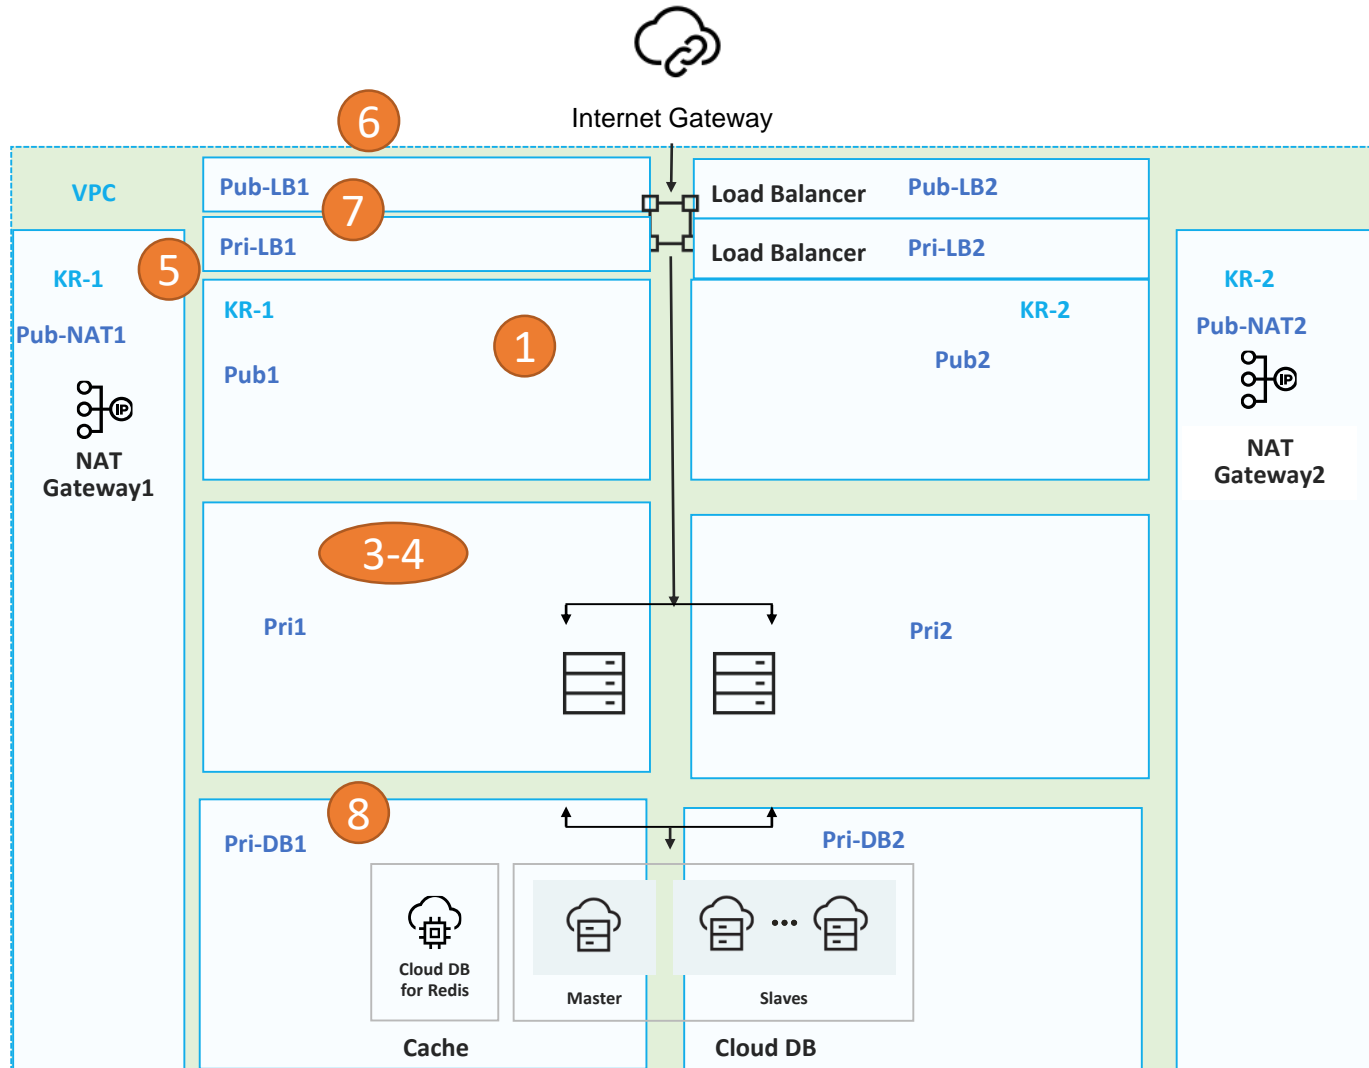 Internet Gateway
6
VPC
Pub-LB1
Load Balancer
Pub-LB2
7
Pri-LB1
Load Balancer
Pri-LB2
5
KR-1
Pub-NAT1
IP
NAT
Gateway1
KR-1
Pub1
1
KR-2
Pub2
KR-2
Pub-NAT2
IP
NAT
Gateway2
3-4
Pri1
Pri2
8
Pri-DB1
Pri-DB2
Cloud DB
for Redis
Master
Slaves
Cache
Cloud DB